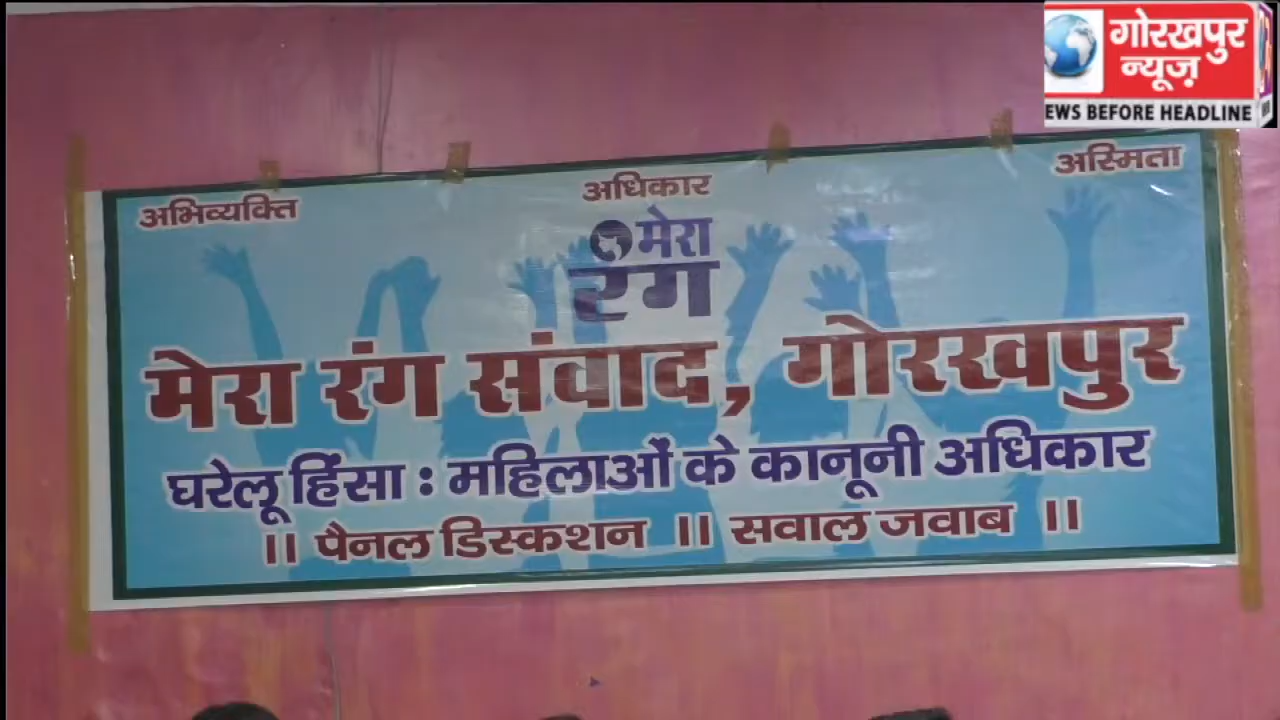 गोरखपुर
न्यूज़
EWS BEFORE HEADLINE
अभिव्यक्ति अधिकार अस्मिता
मेरा
रंग
मेरा रंग संवाद, गोरखपुर
घरेलू हिंसा : महिलाओं के कानूनी अधिकार
।। पैनल डिस्कशन ।। सवाल जवाब ।।